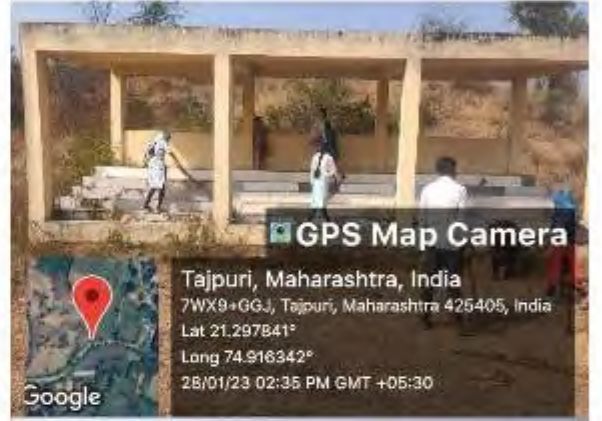 GPS Map Camera
Tajpuri, Maharashtra, India
7WX9+GGJ, Tajpuri, Maharashtra 425405, India
Lat 21.297841°
Long 74.916342°
28/01/23 02:35 PM GMT +05:30
Google